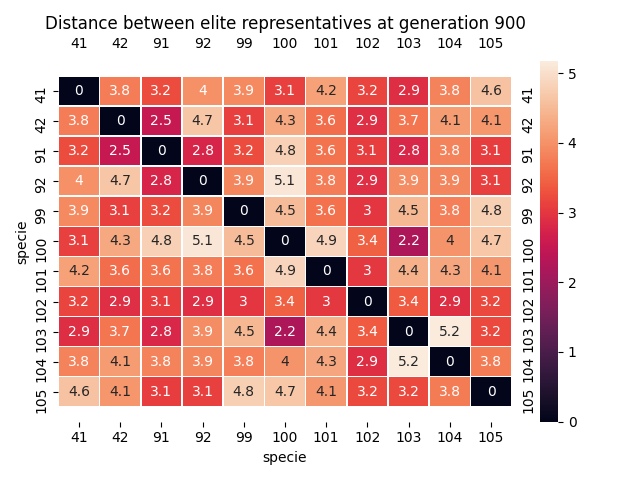 Distance between elite representatives at generation 900
41 42 91 92 99 100 101 102 103 104 105
41 0 3.8 3.2 4 3.9 3.1 4.2 3.2 2.9 3.8 4.6 41
42 3.8 0 2.5 4.7 3.1 4.3 3.6 2.9 3.7 4.1 4.1 42
91 3.2 2.5 0 2.8 3.2 4.8 3.6 3.1 2.8 3.8 3.1 91
92 4 4.7 2.8 0 3.9 5.1 3.8 2.9 3.9 3.9 3.1 92
99 3.9 3.1 3.2 3.9 0 4.5 3.6 3 4.5 3.8 4.8 99
100 3.1 4.3 4.8 5.1 4.5 0 4.9 3.4 2.2 4 4.7 100
101 4.2 3.6 3.6 3.8 3.6 4.9 0 3 4.4 4.3 4.1 101
102 3.2 2.9 3.1 2.9 3 3.4 3 0 3.4 2.9 3.2 102
103 2.9 3.7 2.8 3.9 4.5 2.2 4.4 3.4 0 5.2 3.2 103
104 3.8 4.1 3.8 3.9 3.8 4 4.3 2.9 5.2 0 3.8 104
105 4.6 4.1 3.1 3.1 4.8 4.7 4.1 3.2 3.2 3.8 0 105
41 42 91 92 99 100 101 102 103 104 105
specie
specie
5
4
3
2
1
0